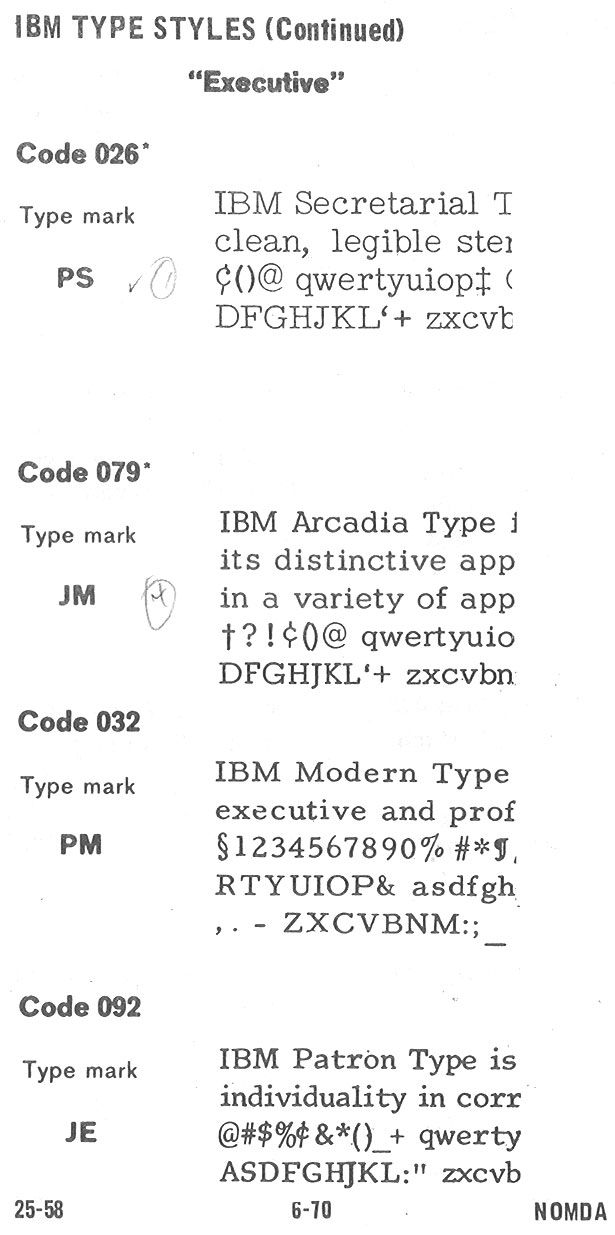 IBM TYPE STYLES (Continued)
“Executive”
Code 026*
Type mark
PS
IBM Secretarial T
clean, legible
¢()@ qwertyuiop‡ (
DFGHJKL‘+ zxcvb
Code 079*
Type mark
JM
IBM Arcadia Type
its distinctive app
in a variety of app
†?!¢()@ qwertyuio
DFGHJKL‘+ zxcvbn
Code 032
Type mark
PM
IBM Modern Type
executive and prof
§1234567890% #*¶,
RTYUIOP& asdfgh
,. - ZXCVBNM:;_
Code 092
Type mark
JE
IBM Patron Type is
individuality in corr
@#$%¢&*()_+ qwerty
ASDFGHJKL:" zxcvb
25-58 6-70 NOMDA